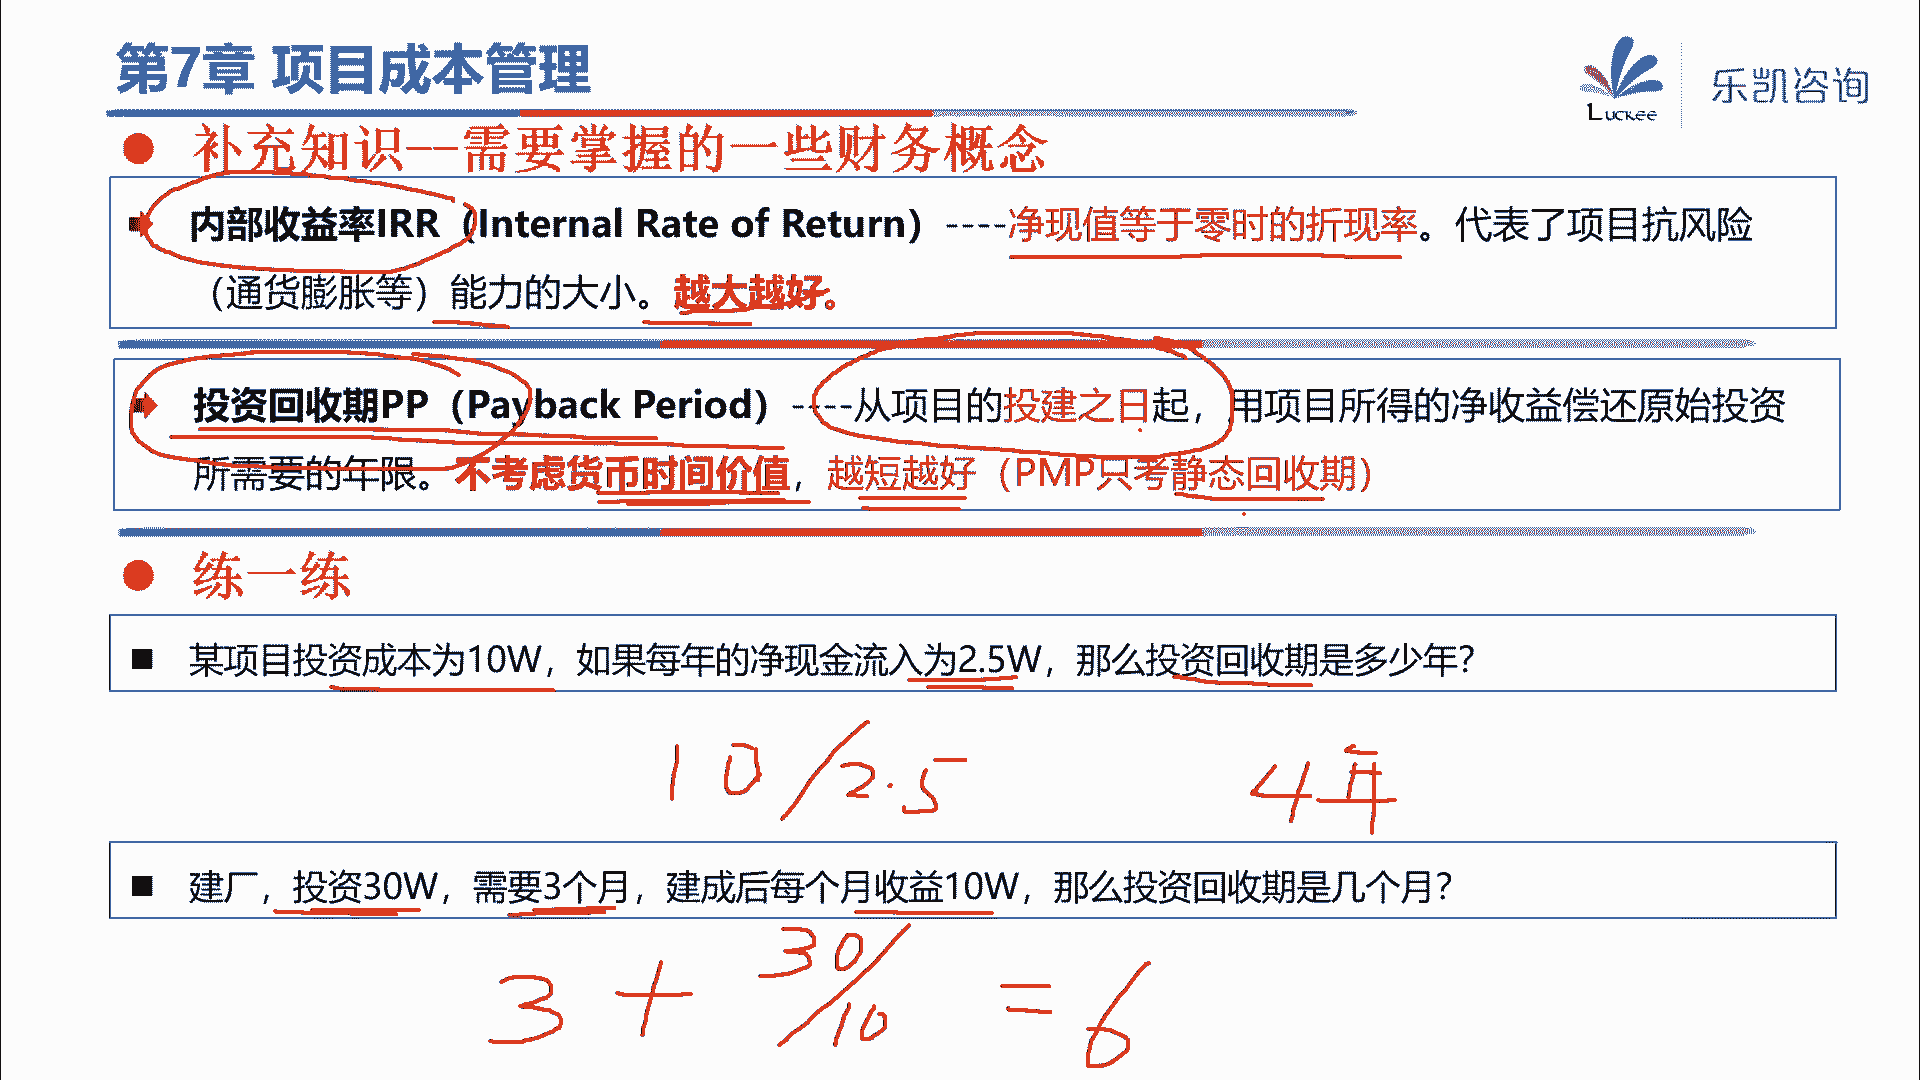 第7章 项目成本管理
Luckee 乐凯咨询
补充知识--需要掌握的一些财务概念
内部收益率IRR（Internal Rate of Return）----净现值等于零时的折现率。代表了项目抗风险
（通货膨胀等）能力的大小。越大越好。
投资回收期PP（Payback Period）----从项目的投建之日起，用项目所得的净收益偿还原始投资
所需要的年限。不考虑货币时间价值，越短越好（PMP只考静态回收期）
练一练
某项目投资成本为10W，如果每年的净现金流入为2.5W，那么投资回收期是多少年？
10/2.5 4年
建厂，投资30W，需要3个月，建成后每个月收益10W，那么投资回收期是几个月？
3+30/10=6